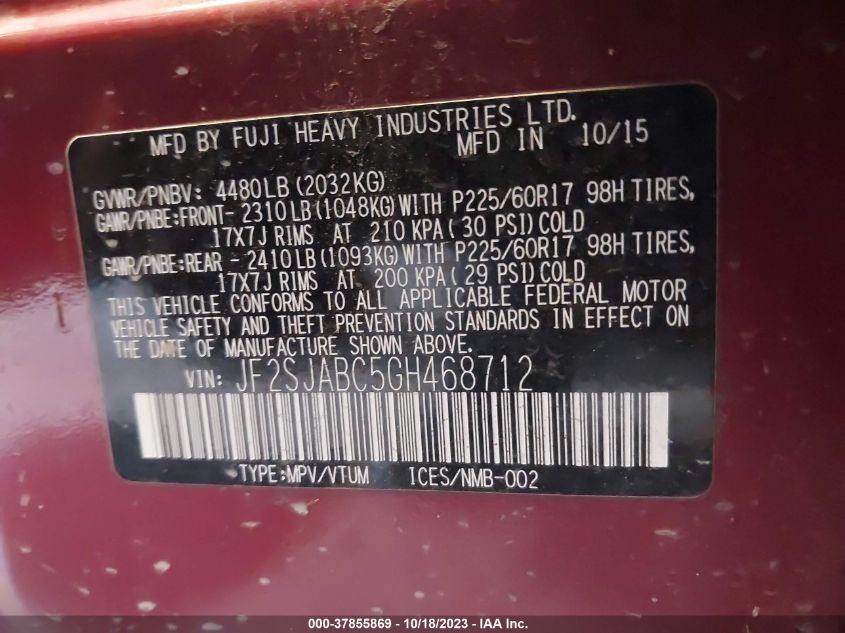 MFD BY FUJI HEAVY INDUSTRIES LTD.
MFD IN 10/15
GVWR/PNBV: 4480LB(2032KG)
GAWR/PNBE:FRONT- 2310LB(1048KG)WITH P225/60R17 98H TIRES,
17X7J RIMS AT 210 KPA( 30 PSI)COLD
GAWR/PNBE:REAR - 2410LB(1093KG)WITH P225/60R17 98H TIRES,
17X7J RIMS AT 200 KPA( 29 PSI)COLD
THIS VEHICLE CONFORMS TO ALL APPLICABLE FEDERAL MOTOR
VEHICLE SAFETY AND THEFT PREVENTION STANDARDS IN EFFECT ON
THE DATE OF MANUFACTURE SHOWN ABOVE.
VIN: JF2SJABC5GH468712
TYPE:MPV/VTUM ICES/NMB-002
000-37855869 - 10/18/2023 - IAA Inc.